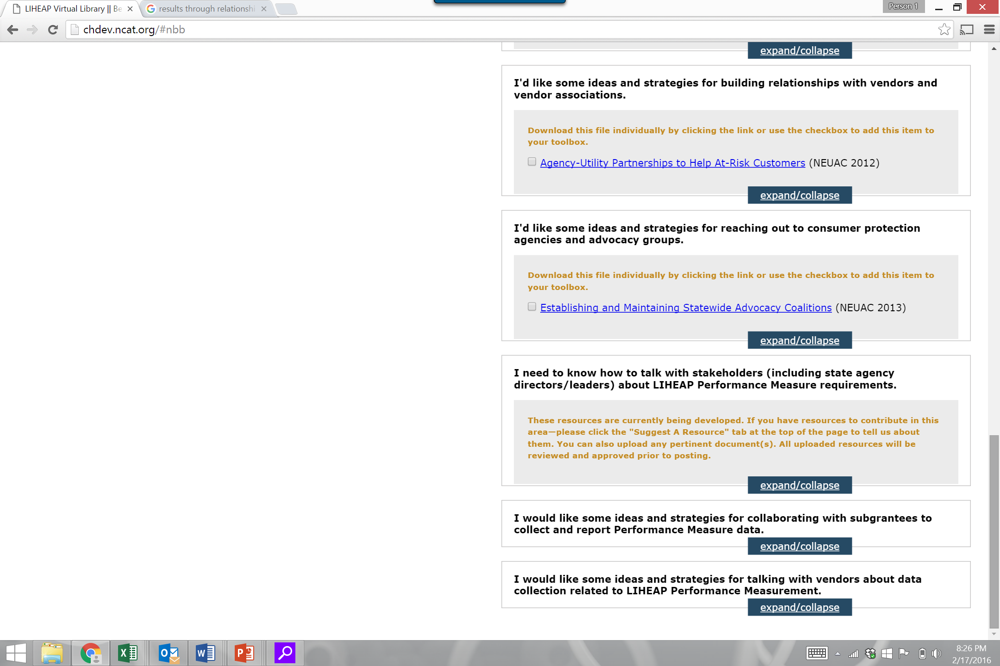 LIHEAP Virtual Library || Be
results through relationshi
Person 1
chdev.ncat.org/#nbb
expand/collapse
I'd like some ideas and strategies for building relationships with vendors and
vendor associations.
Download this file individually by clicking the link or use the checkbox to add this item to
your toolbox.
Agency-Utility Partnerships to Help At-Risk Customers (NEUAC 2012)
expand/collapse
I'd like some ideas and strategies for reaching out to consumer protection
agencies and advocacy groups.
Download this file individually by clicking the link or use the checkbox to add this item to
your toolbox.
Establishing and Maintaining Statewide Advocacy Coalitions (NEUAC 2013)
expand/collapse
I need to know how to talk with stakeholders (including state agency
directors/leaders) about LIHEAP Performance Measure requirements.
These resources are currently being developed. If you have resources to contribute in this
area—please click the "Suggest A Resource" tab at the top of the page to tell us about
them. You can also upload any pertinent document(s). All uploaded resources will be
reviewed and approved prior to posting.
expand/collapse
I would like some ideas and strategies for collaborating with subgrantees to
collect and report Performance Measure data.
expand/collapse
I would like some ideas and strategies for talking with vendors about data
collection related to LIHEAP Performance Measurement.
expand/collapse
8:26 PM
2/17/2016